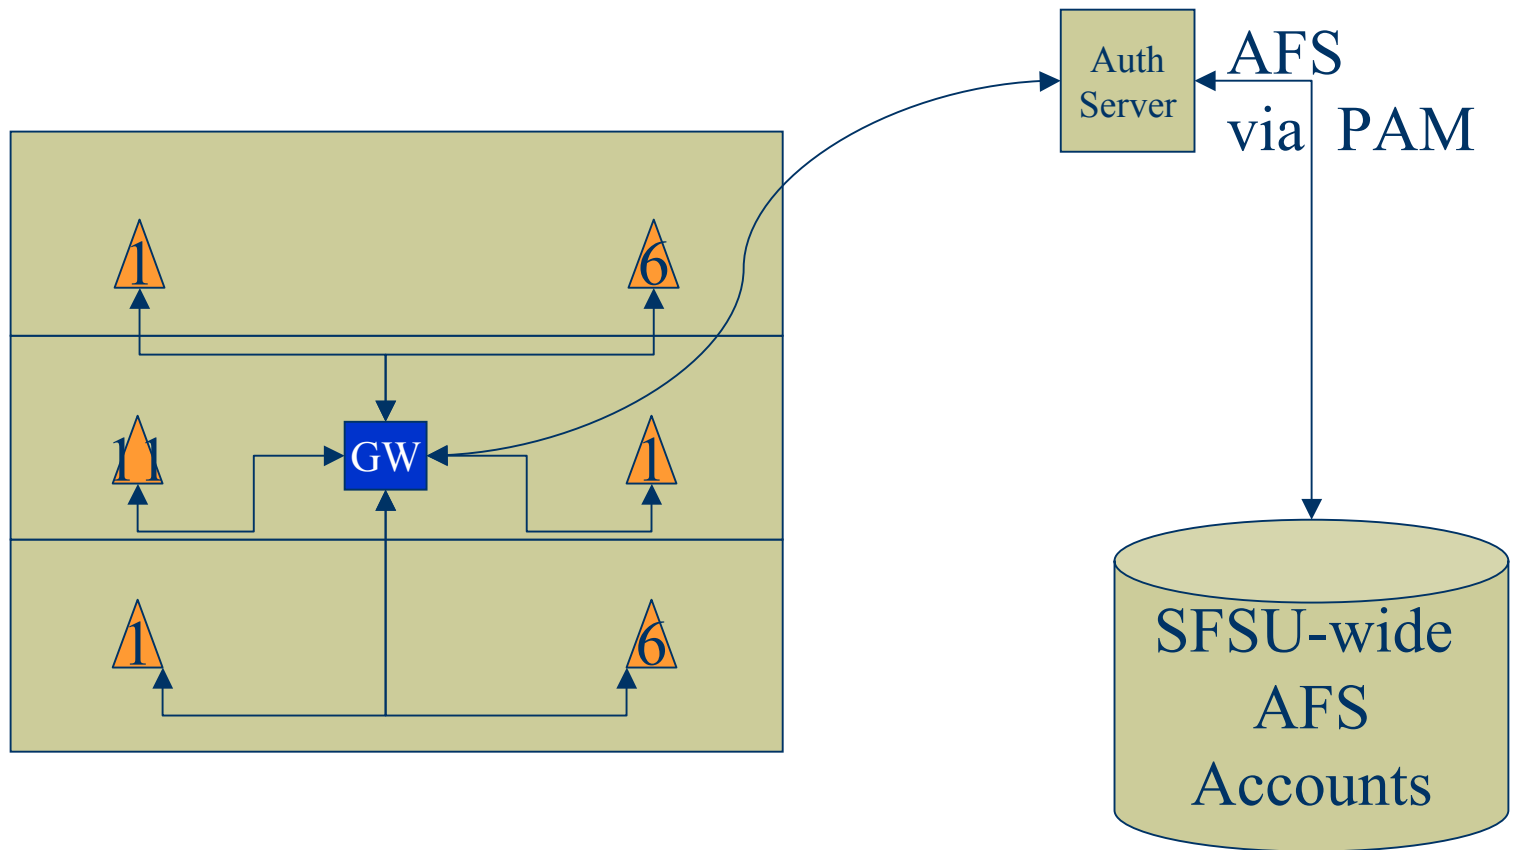 Auth
Server
AFS
via PAM
1
6
11
GW
1
1
6
SFSU-wide
AFS
Accounts